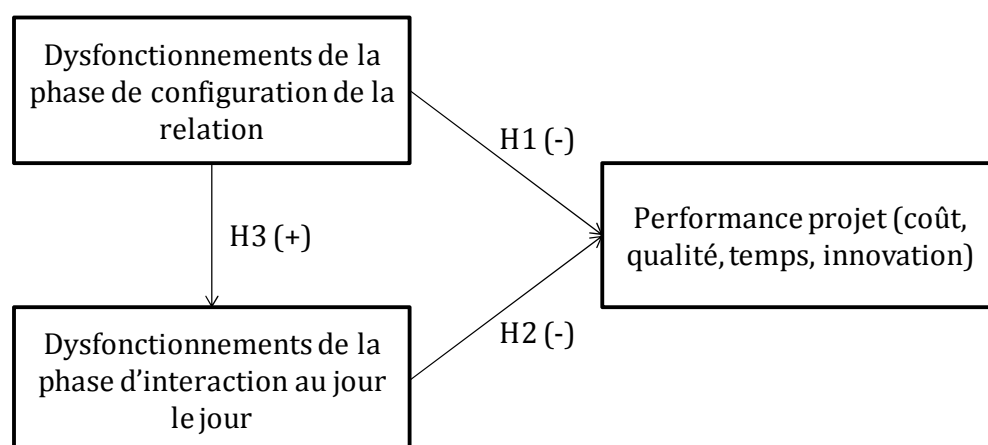 Dysfonctionnements de la
phase de configuration de la
relation
H1 (-)
Performance projet (coût,
qualité, temps, innovation)
H3 (+)
H2 (-)
Dysfonctionnements de la
phase d’interaction au jour
le jour